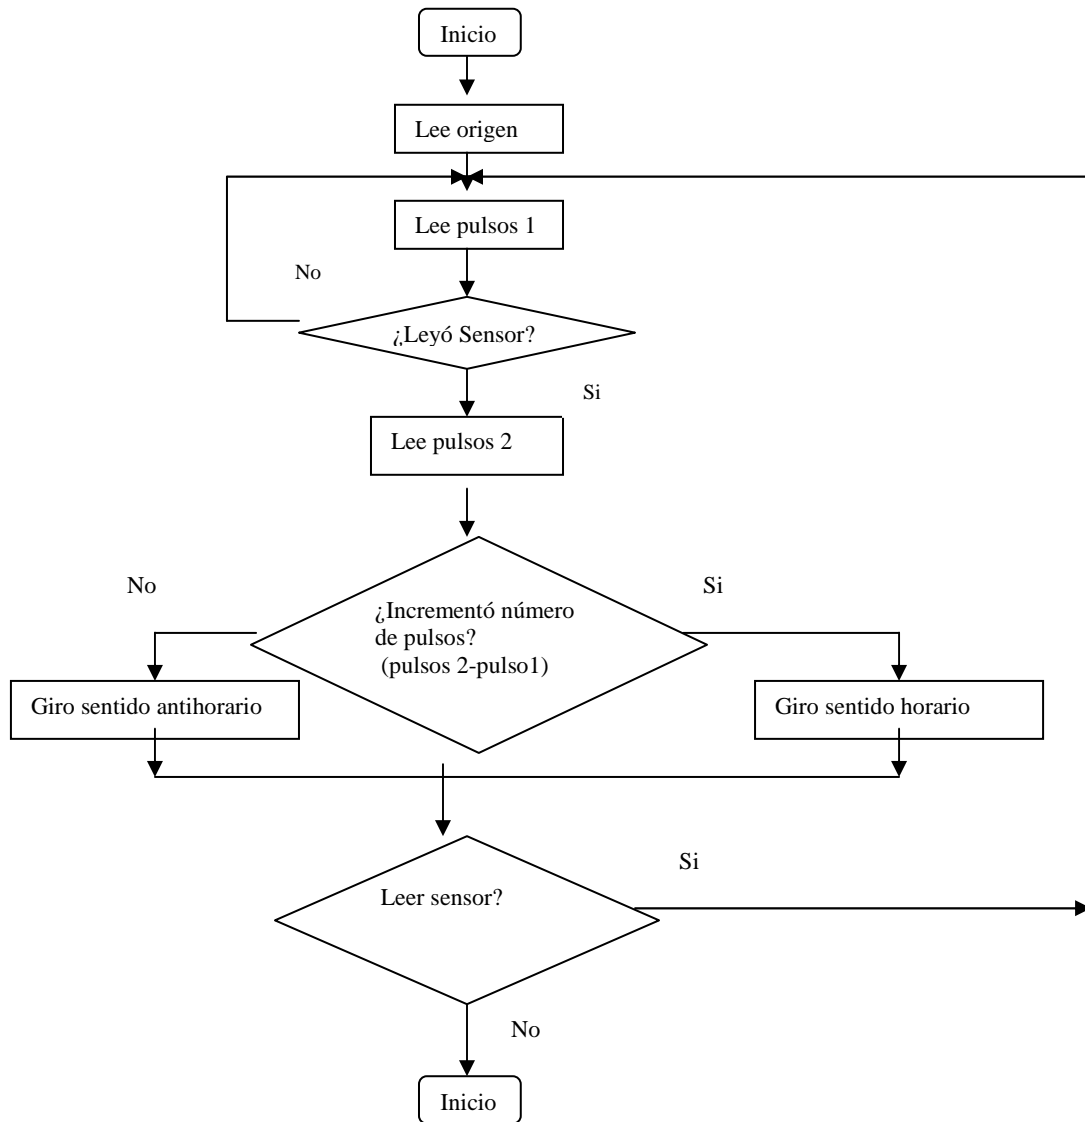 Inicio
Lee origen
Lee pulsos 1
No
¿Leyó Sensor?
Si
Lee pulsos 2
No
Si
¿Incrementó número
de pulsos?
(pulsos 2-pulso1)
Giro sentido antihorario
Giro sentido horario
Si
Leer sensor?
No
Inicio